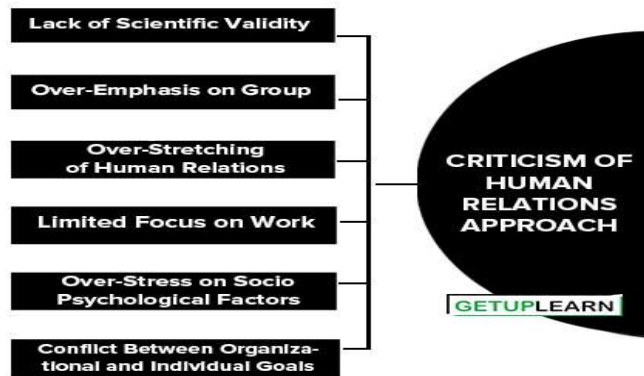 Lack of Scientific Validity
Over-Emphasis on Group
Over-Stretching
of Human Relations
Limited Focus on Work
Over-Stress on Socio
Psychological Factors
Conflict Between Organiza-
tional and Individual Goals
CRITICISM OF
HUMAN
RELATIONS
APPROACH
GETUPLEARN